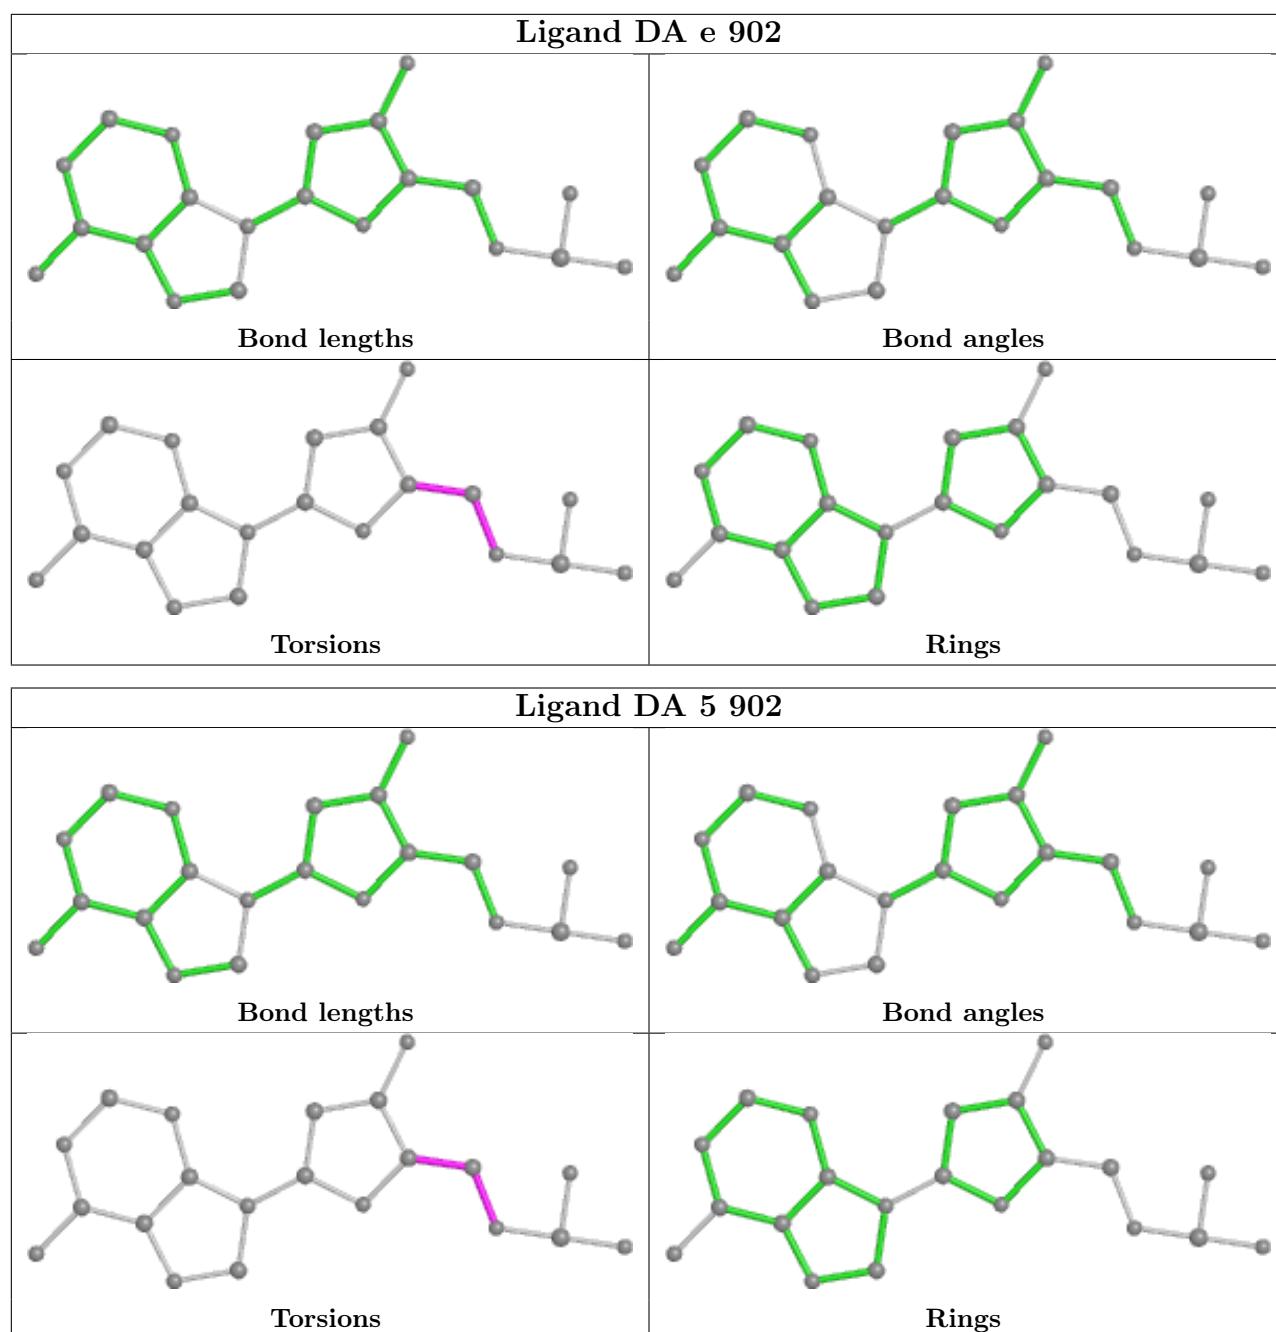 Ligand DA e 902
Bond lengths
Bond angles
Torsions
Rings
Ligand DA 5 902
Bond lengths
Bond angles
Torsions
Rings